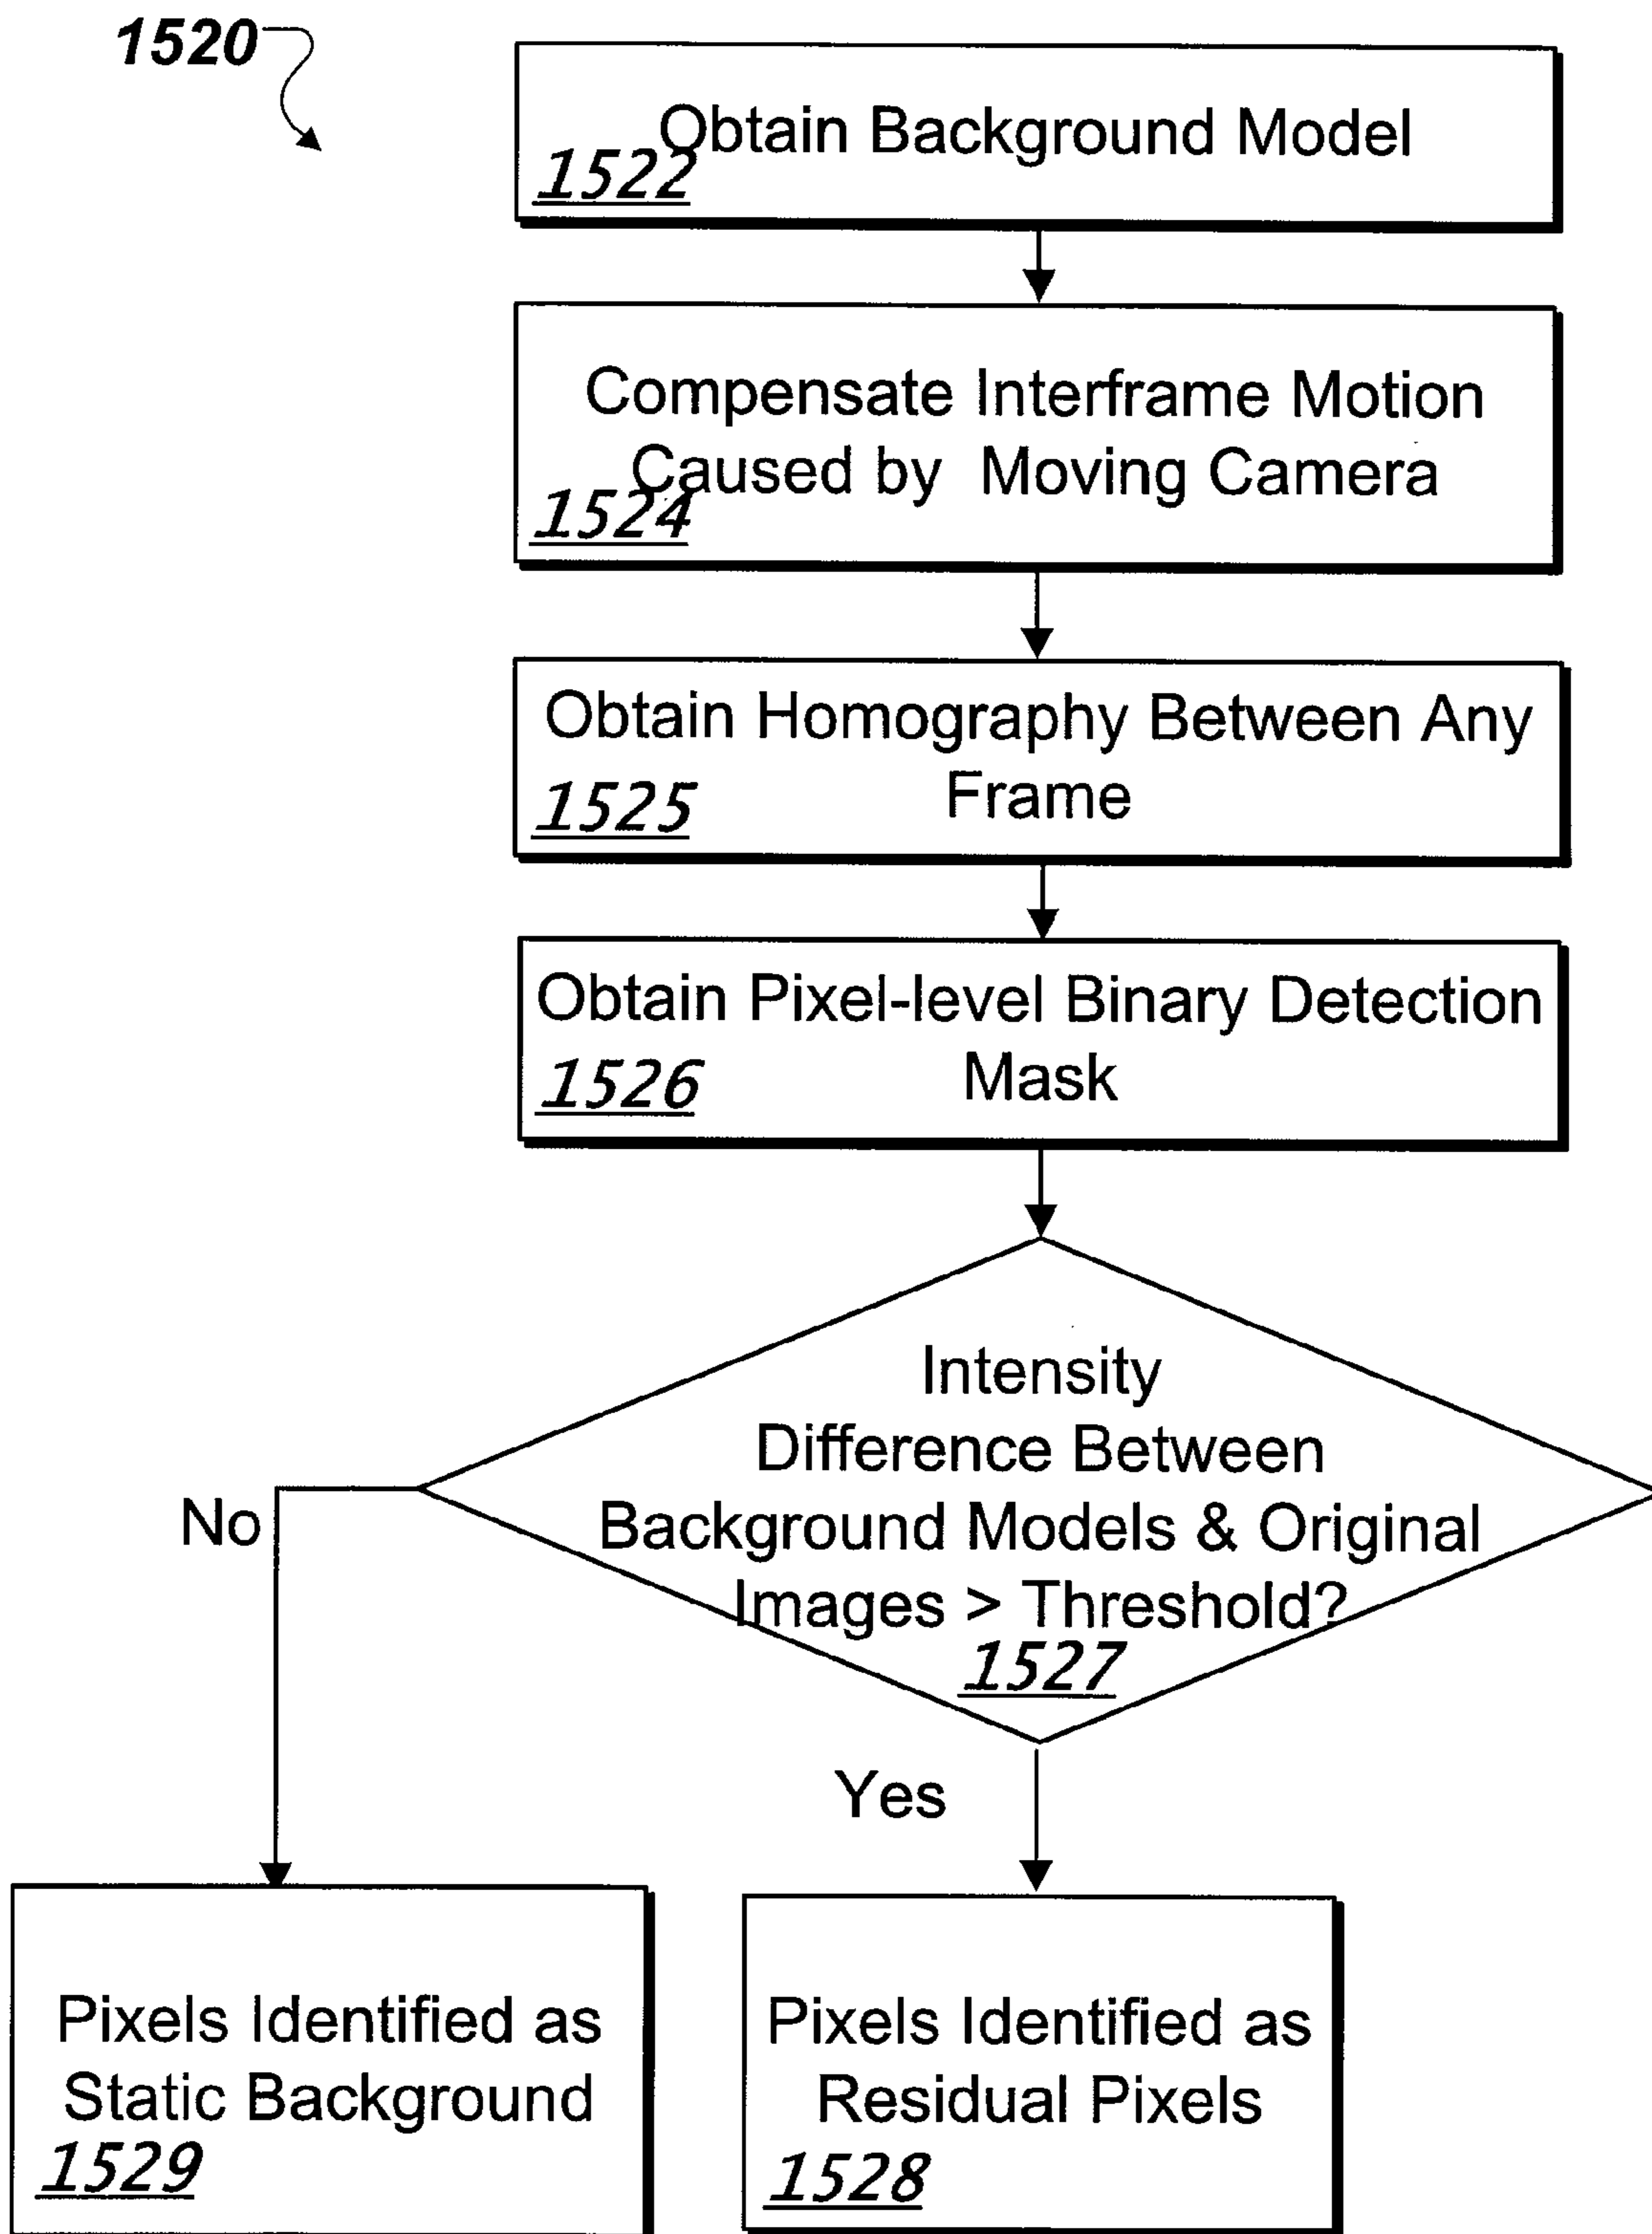 1520
Obtain Background Model
1522
Compensate Interframe Motion
Caused by Moving Camera
1524
Obtain Homography Between Any
Frame
1525
Obtain Pixel-level Binary Detection
Mask
1526
Intensity
Difference Between
Background Models & Original
Images > Threshold?
1527
No
Yes
Pixels Identified as
Static Background
1529
Pixels Identified as
Residual Pixels
1528